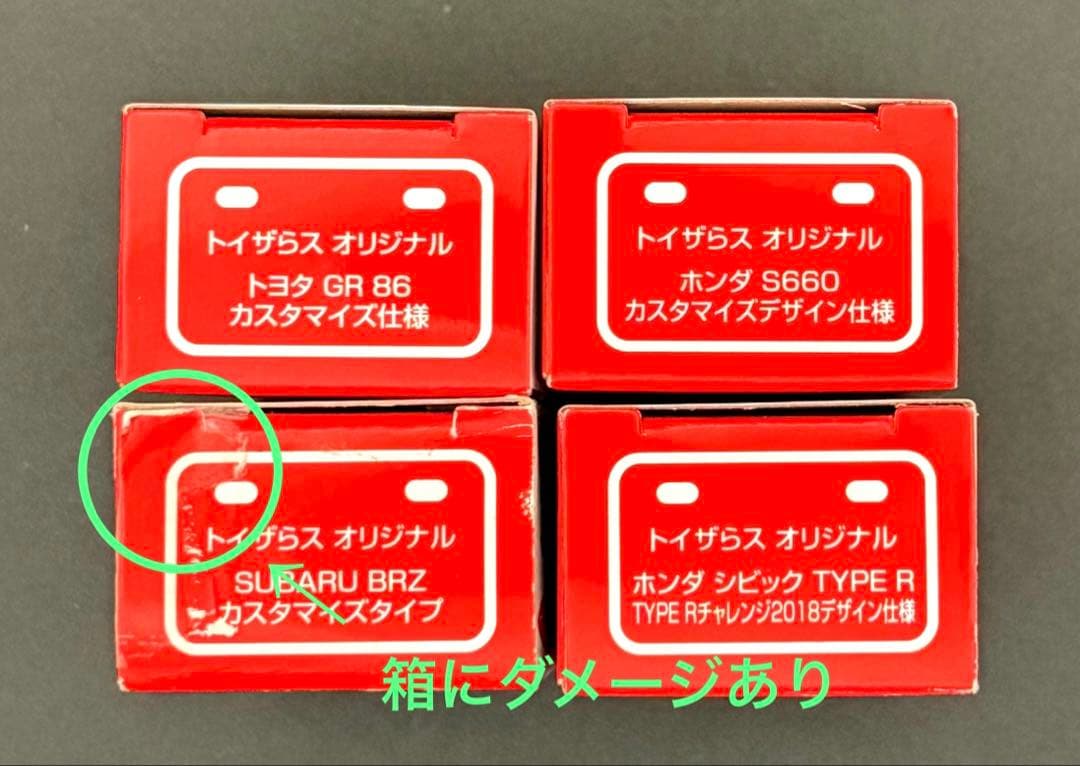 トイザらス オリジナル
トヨタ GR 86
カスタマイズ仕様
トイザらス オリジナル
ホンダ S660
カスタマイズデザイン仕様
トイザらス オリジナル
SUBARU BRZ
カスタマイズタイプ
トイザらス オリジナル
ホンダ シビック TYPE R
TYPE Rチャレンジ2018デザイン仕様
箱にダメージあり